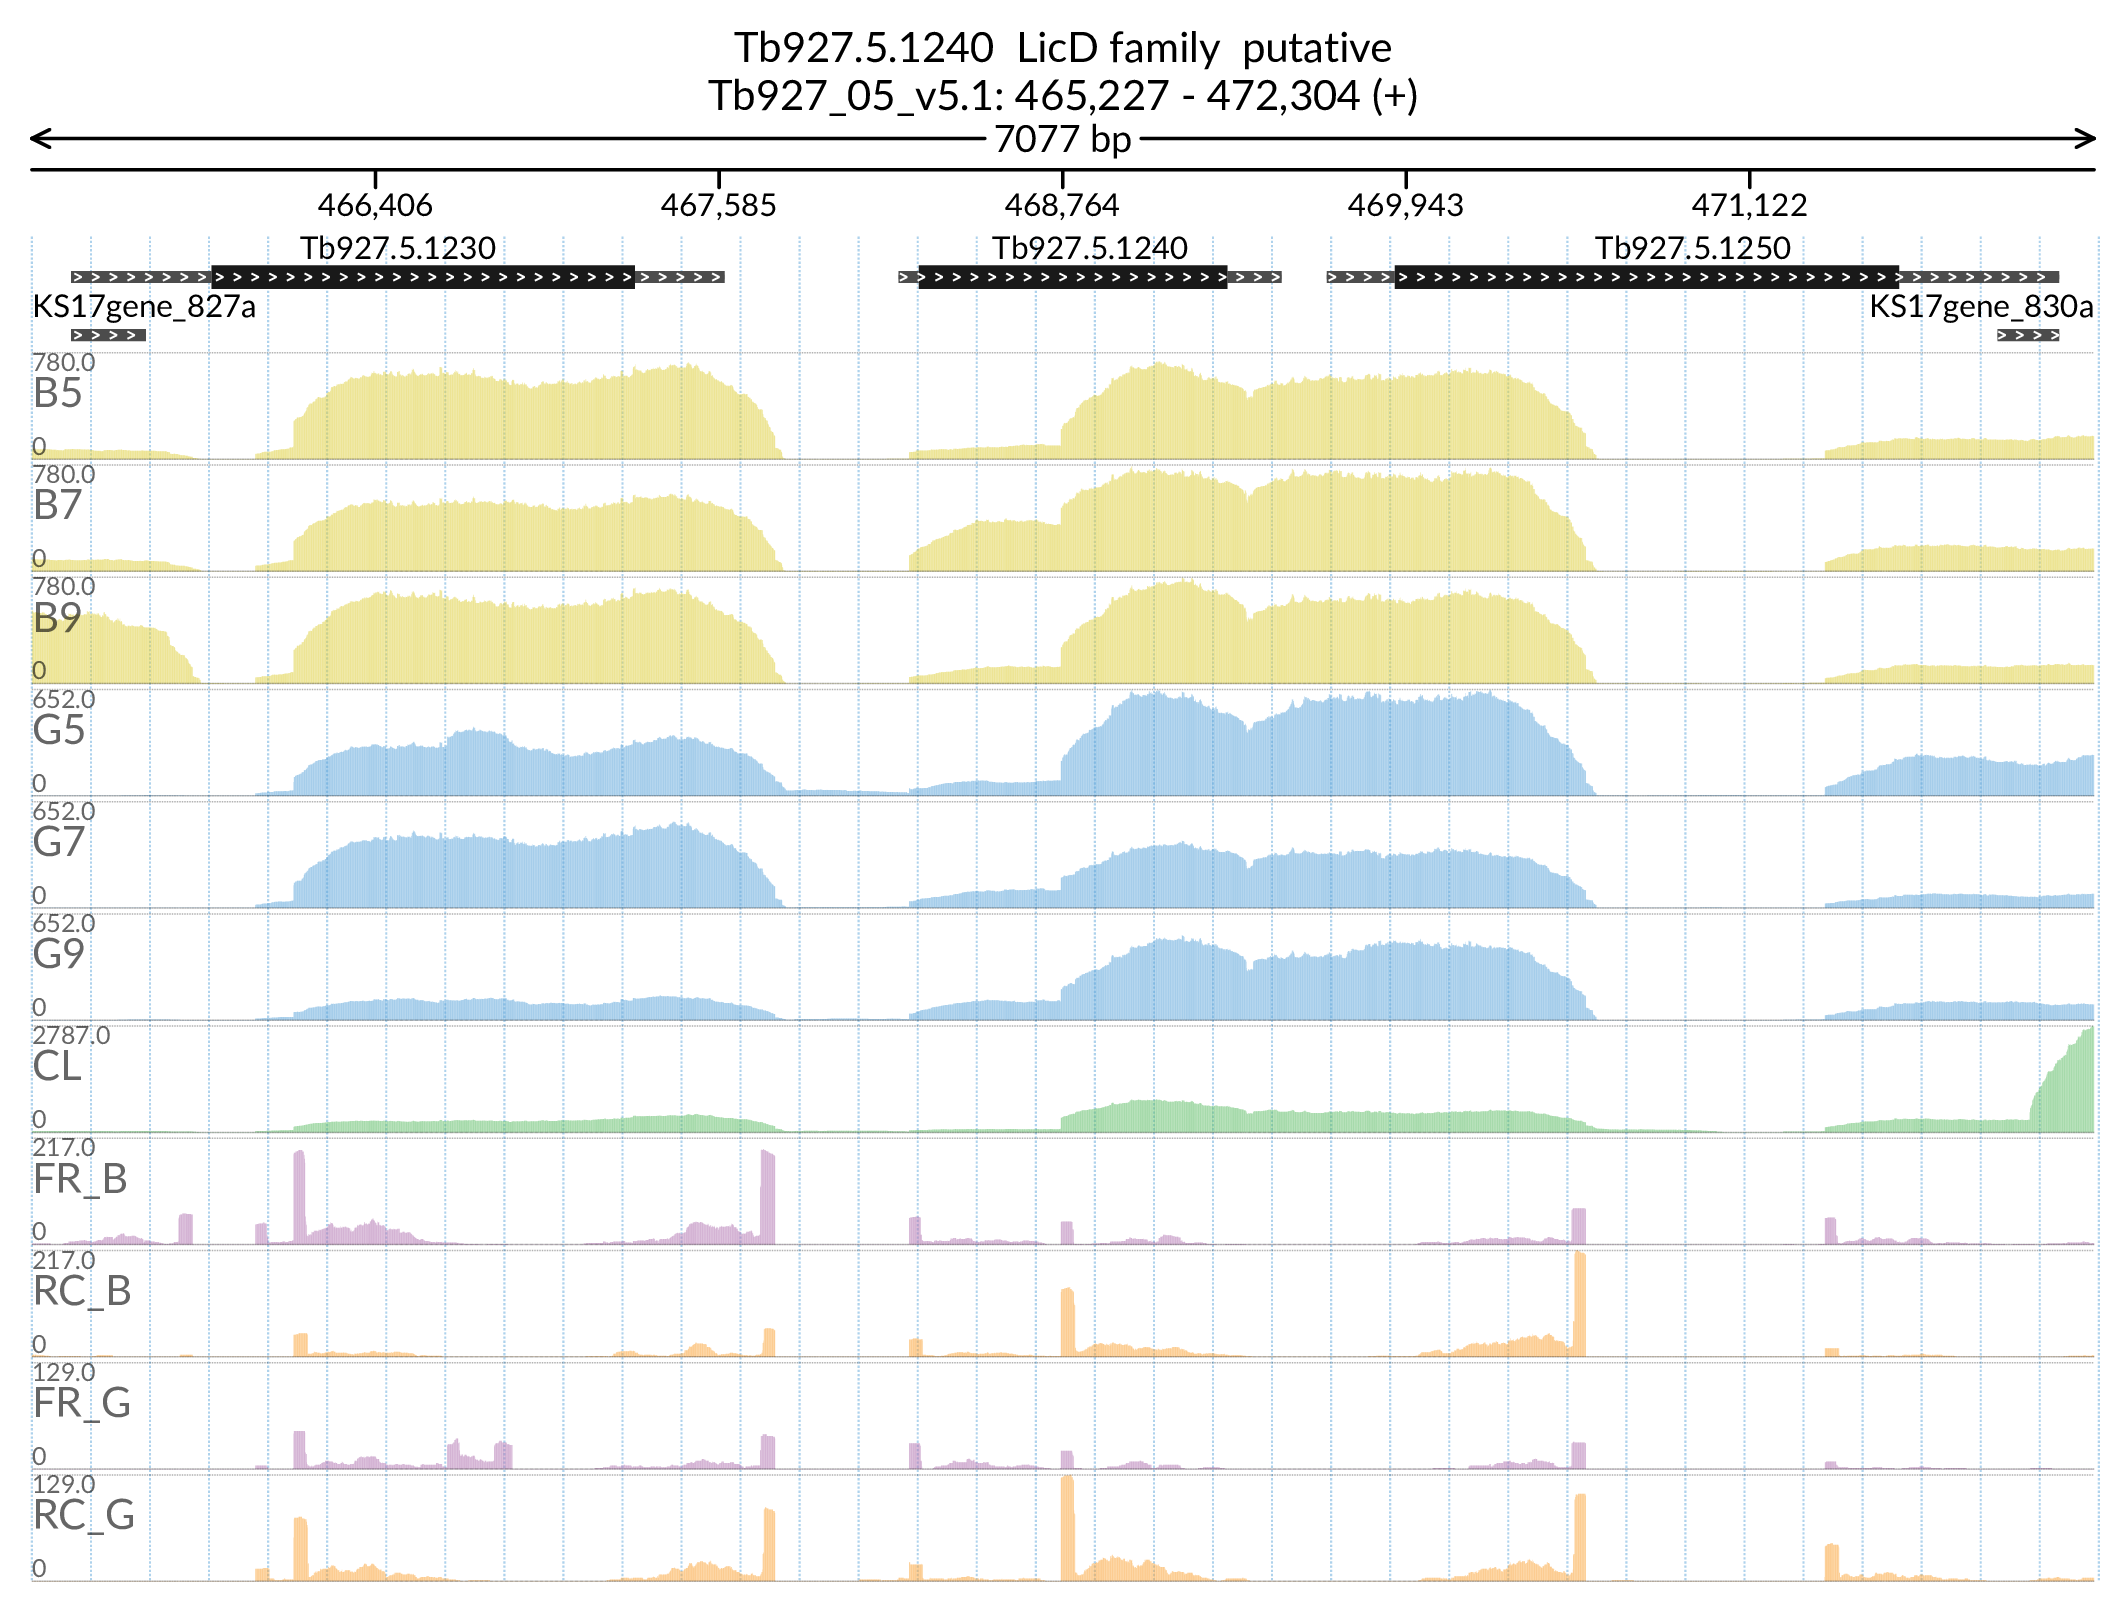 Tb927.5.1240  LicD family  putative
Tb927_05_v5.1: 465,227 - 472,304 (+)
7077 bp
466,406 467,585 468,764 469,943 471,122
Tb927.5.1230 Tb927.5.1240 Tb927.5.1250
KS17gene_827a KS17gene_830a
780.0
B5
0
780.0
B7
0
780.0
B9
0
652.0
G5
0
652.0
G7
0
652.0
G9
0
2787.0
CL
0
217.0
FR_B
0
217.0
RC_B
0
129.0
FR_G
0
129.0
RC_G
0